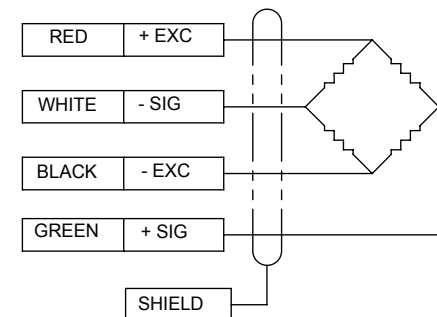 RED + EXC
WHITE - SIG
BLACK - EXC
GREEN + SIG
SHIELD